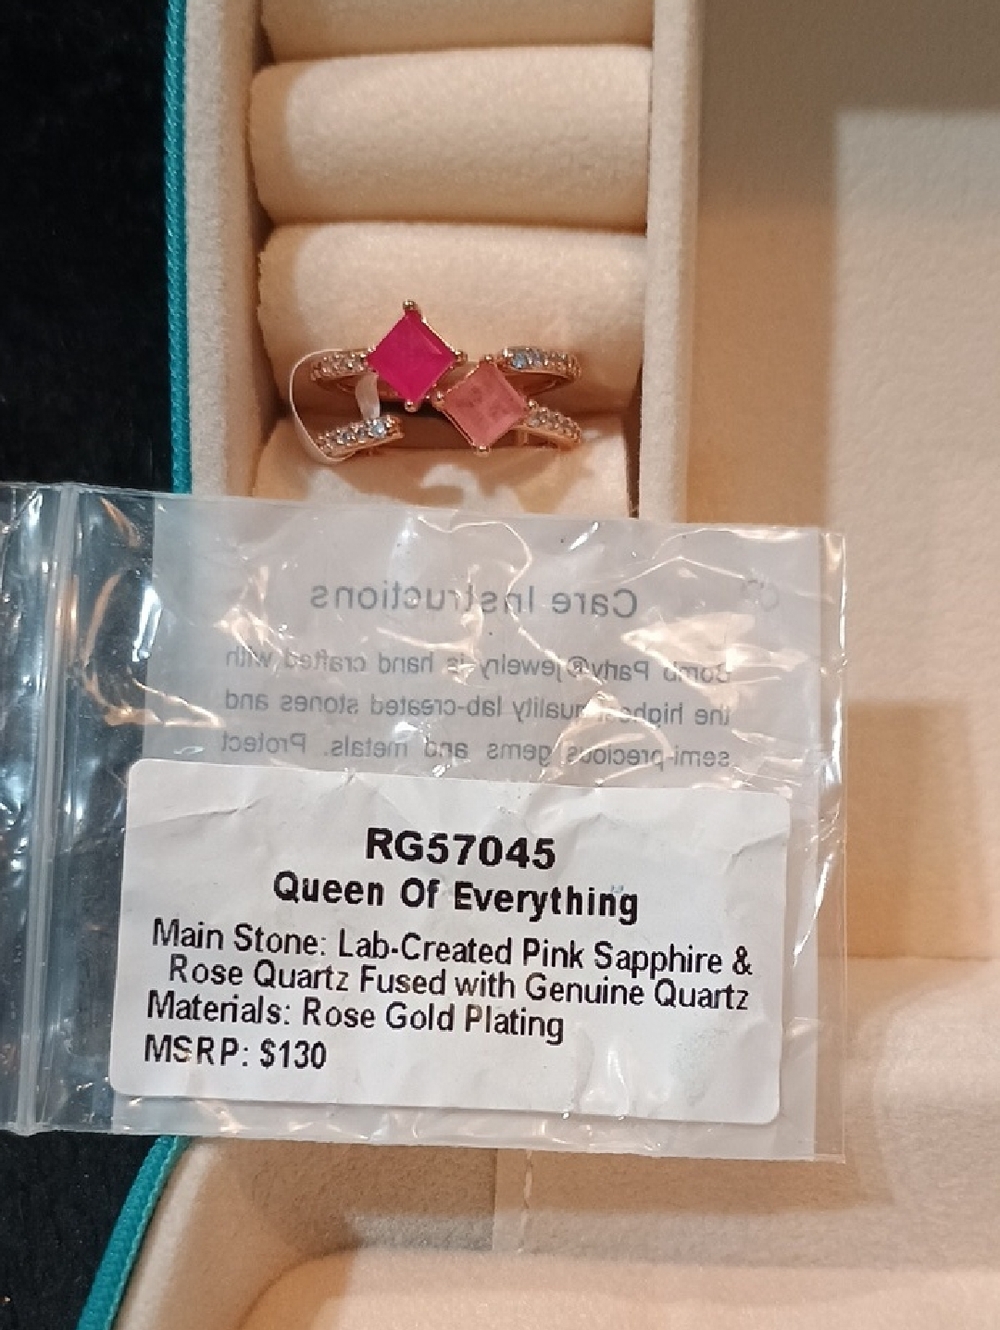 Care Instructions
Bomb Party® jewelry is hand crafted with
the highest quality lab-created stones and
semi-precious gems and metals. Protect
RG57045
Queen Of Everything
Main Stone: Lab-Created Pink Sapphire &
Rose Quartz Fused with Genuine Quartz
Materials: Rose Gold Plating
MSRP: $130